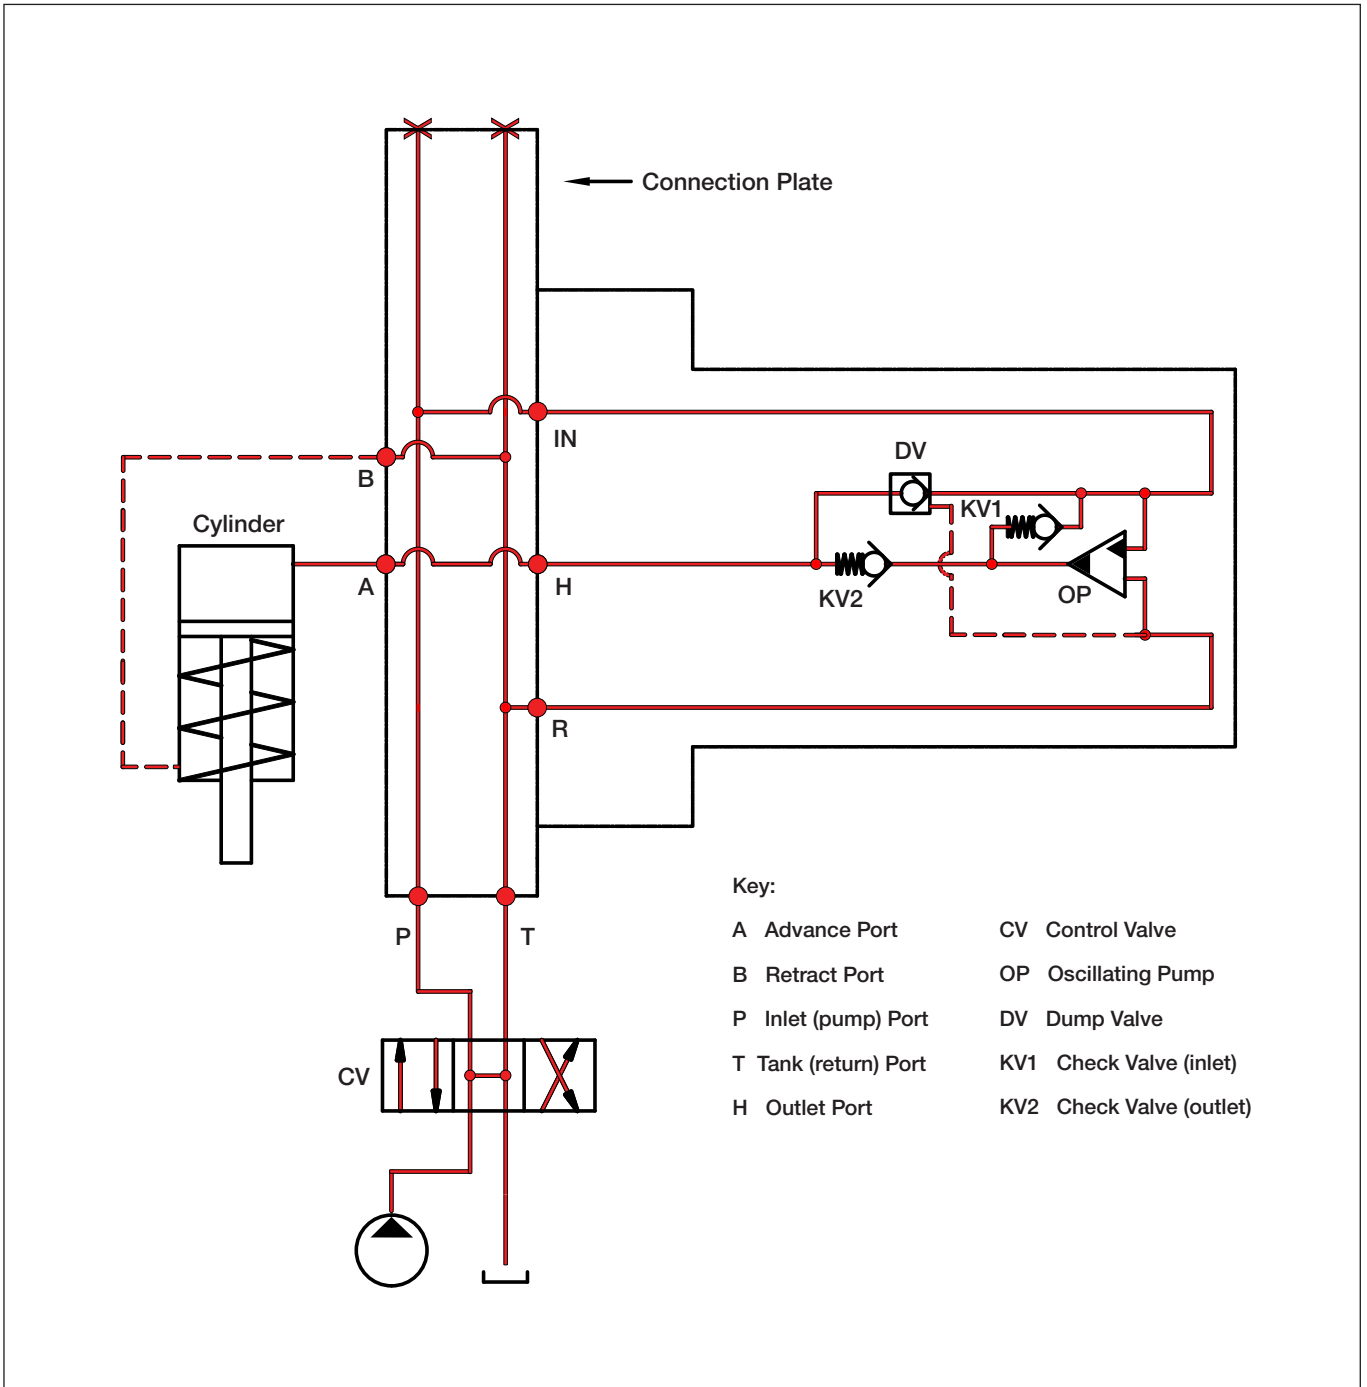 Connection Plate
IN
DV
B
KV1
Cylinder
A
H
KV2
OP
R
Key:
P
T
A Advance Port
CV Control Valve
B Retract Port
OP Oscillating Pump
P Inlet (pump) Port
DV Dump Valve
T Tank (return) Port
KV1 Check Valve (inlet)
CV
H Outlet Port
KV2 Check Valve (outlet)